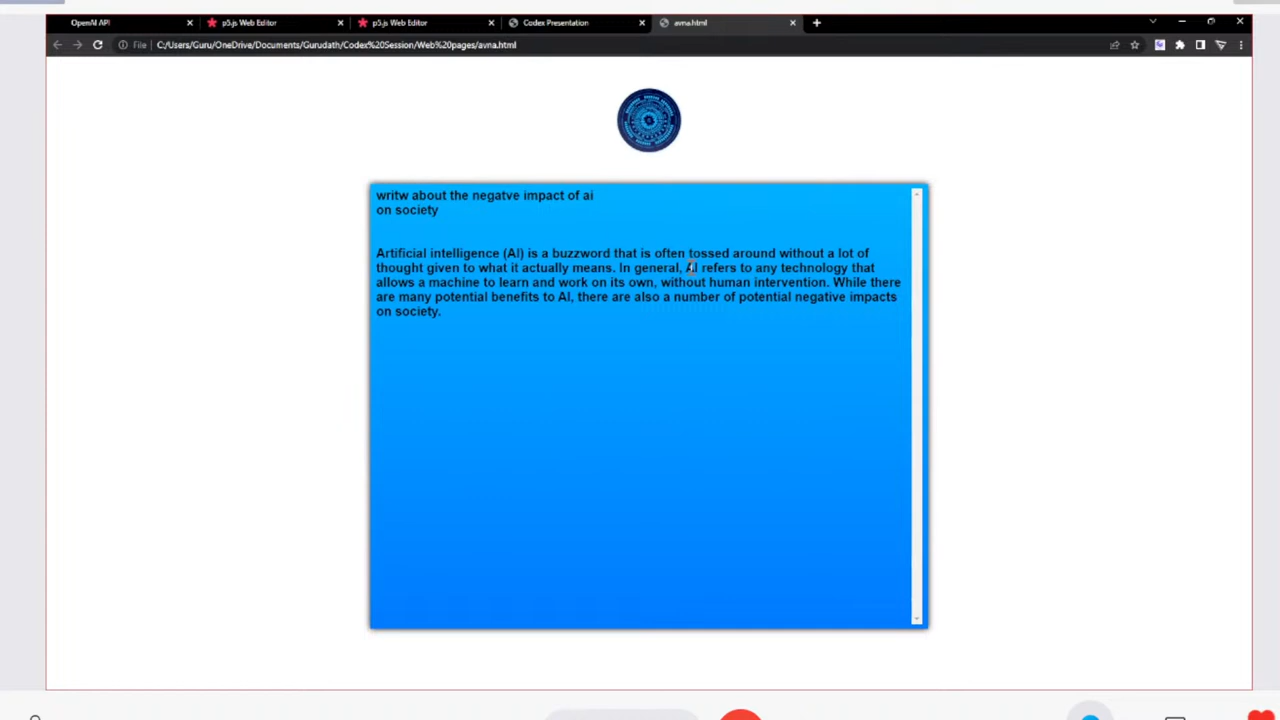 OpenAI API
p5.js Web Editor
p5.js Web Editor
Codex Presentation
avna.html
File
C:/Users/Guru/OneDrive/Documents/Gurudath/Codex%20Session/Web%20pages/avna.html
writw about the negatve impact of ai
on society
Artificial intelligence (AI) is a buzzword that is often tossed around without a lot of
thought given to what it actually means. In general, AI refers to any technology that
allows a machine to learn and work on its own, without human intervention. While there
are many potential benefits to AI, there are also a number of potential negative impacts
on society.